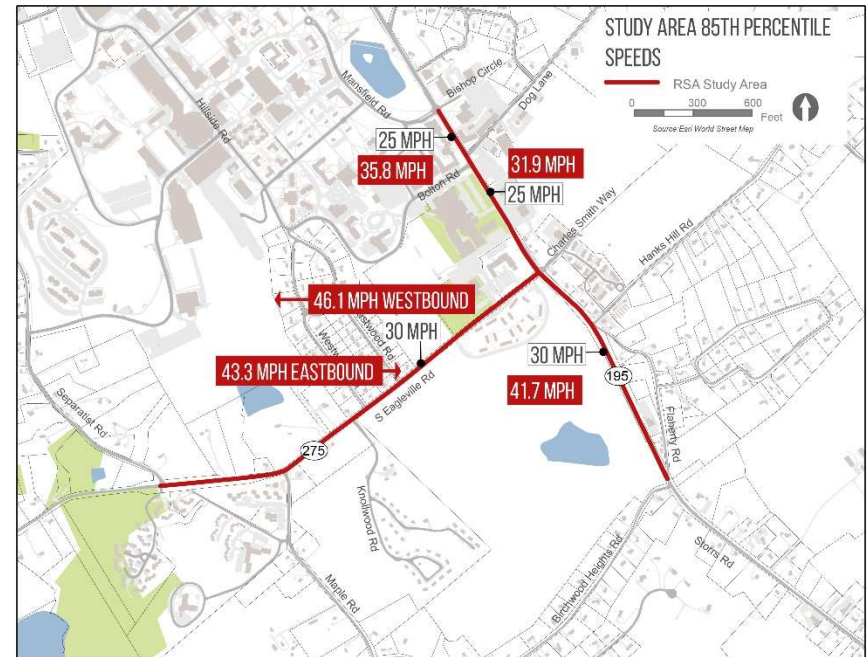 STUDY AREA 85TH PERCENTILE
SPEEDS
RSA Study Area
0 300 600
Feet
Source: Esri World Street Map
Mansfield Rd
Bishop Circle
Dog Lane
Hillside Rd
25 MPH
35.8 MPH
31.9 MPH
25 MPH
Bolton Rd
Charles Smith Way
Hanks Hill Rd
46.1 MPH WESTBOUND
30 MPH
43.3 MPH EASTBOUND
S Eagleville Rd
30 MPH
41.7 MPH
195
Separatist Rd
275
Flaherty Rd
Knollwood Rd
Storrs Rd
Maple Rd
Birchwood Heights Rd